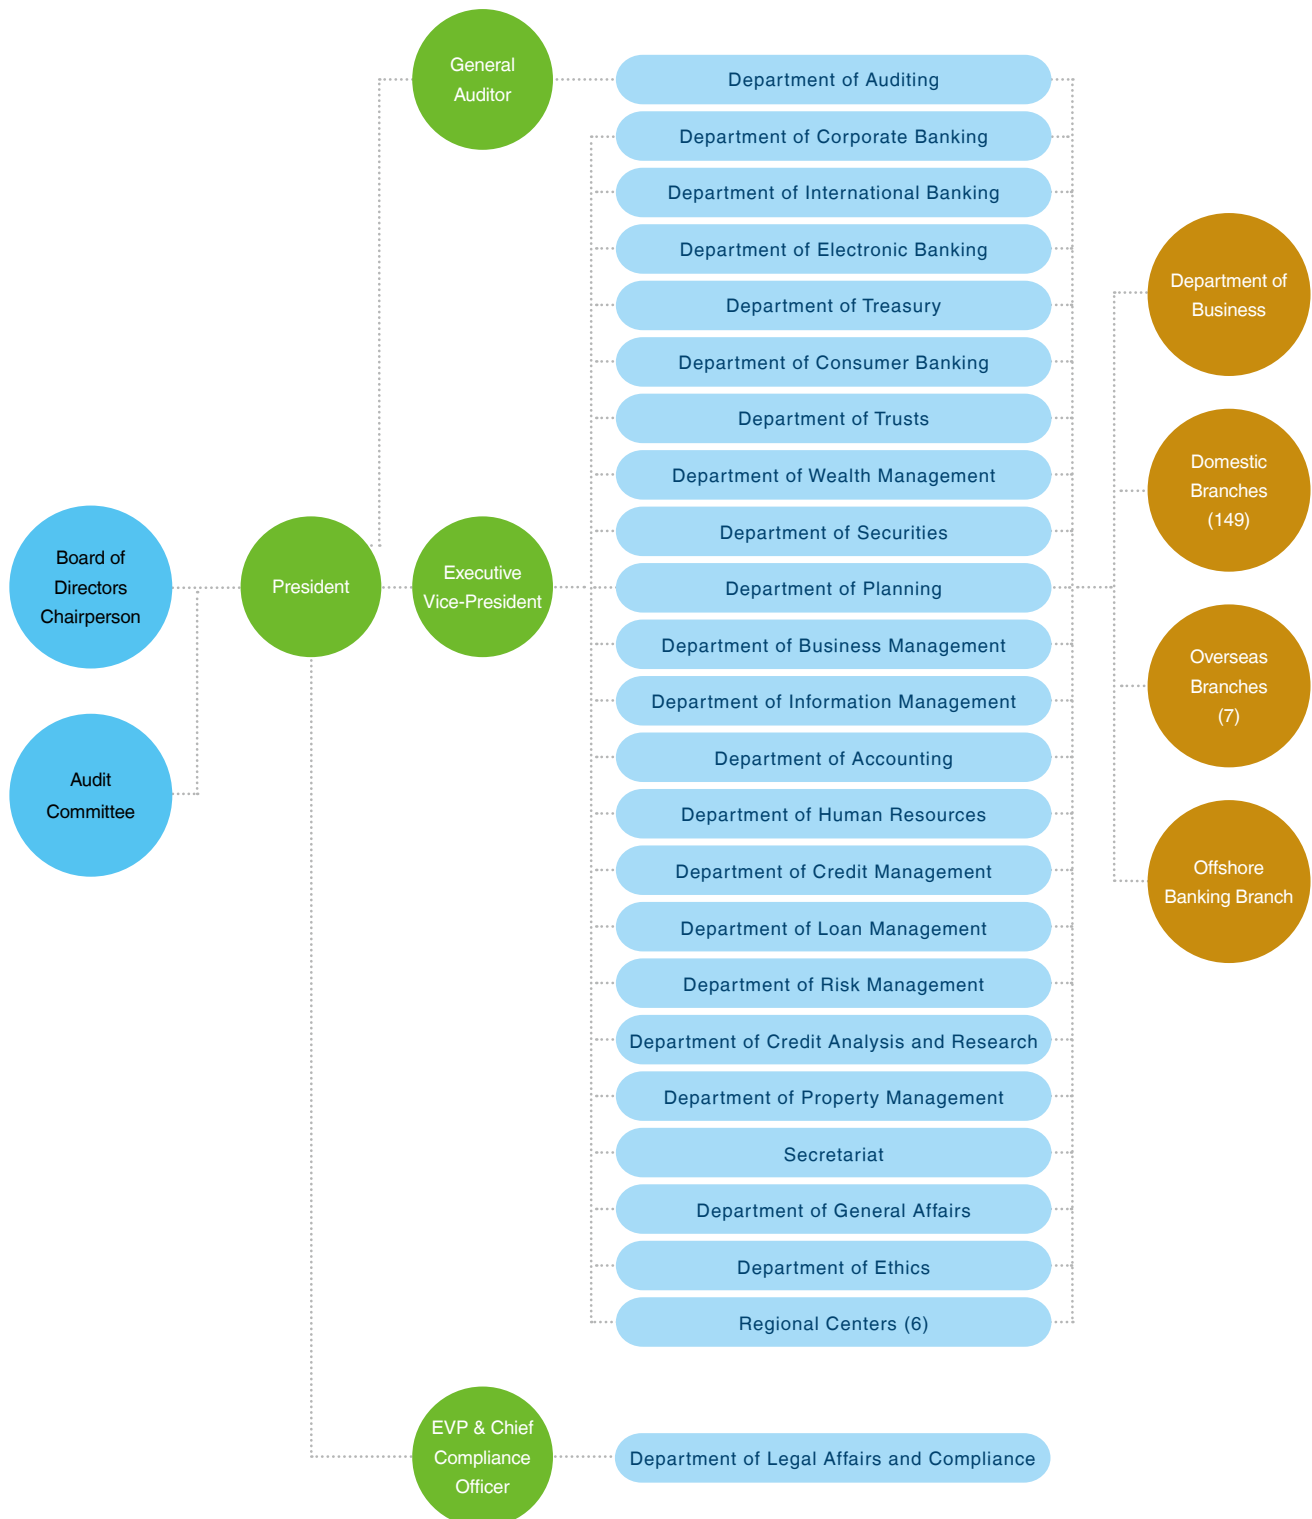 General
Auditor
Department of Auditing
Department of Corporate Banking
Department of International Banking
Department of Electronic Banking
Department of Treasury
Department of Consumer Banking
Department of Trusts
Department of Wealth Management
Department of Securities
Department of Planning
Department of Business Management
Department of Information Management
Department of Accounting
Department of Human Resources
Department of Credit Management
Department of Loan Management
Department of Risk Management
Department of Credit Analysis and Research
Department of Property Management
Secretariat
Department of General Affairs
Department of Ethics
Regional Centers (6)
Board of
Directors
Chairperson
Audit
Committee
President
Executive
Vice-President
Department of
Business
Domestic
Branches
(149)
Overseas
Branches
(7)
Offshore
Banking Branch
EVP & Chief
Compliance
Officer
Department of Legal Affairs and Compliance